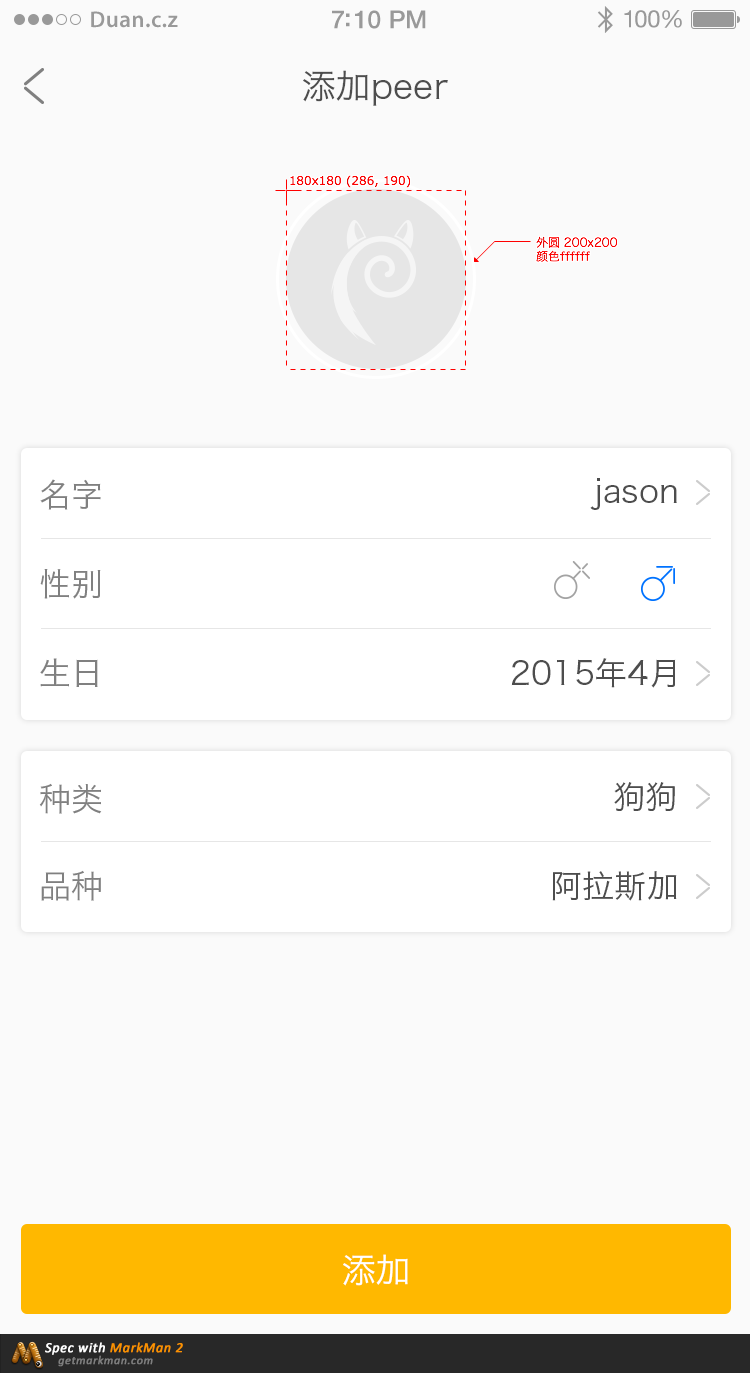 Duan.c.z 7:10 PM 100%
添加peer
180x180 (286, 190)
外圆 200x200
颜色ffffff
名字 jason
性别
生日 2015年4月
种类 狗狗
品种 阿拉斯加
添加
Spec with MarkMan 2
getmarkman.com